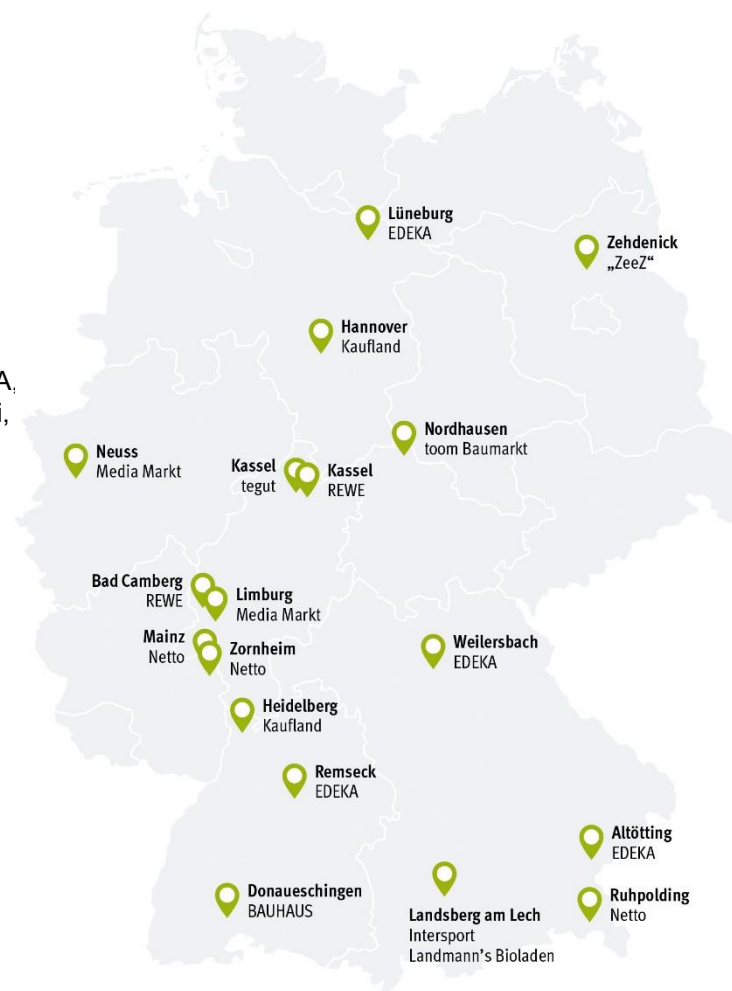 Lüneburg
EDEKA
Zehdenick
„ZeeZ“
Hannover
Kaufland
A,
i,
Nordhausen
toom Baumarkt
Neuss
Media Markt
Kassel
tegut
Kassel
REWE
Bad Camberg
REWE
Limburg
Media Markt
Mainz
Netto
Zornheim
Netto
Weilersbach
EDEKA
Heidelberg
Kaufland
Remseck
EDEKA
Altötting
EDEKA
Donaueschingen
BAUHAUS
Landsberg am Lech
Intersport
Landmann’s Bioladen
Ruhpolding
Netto